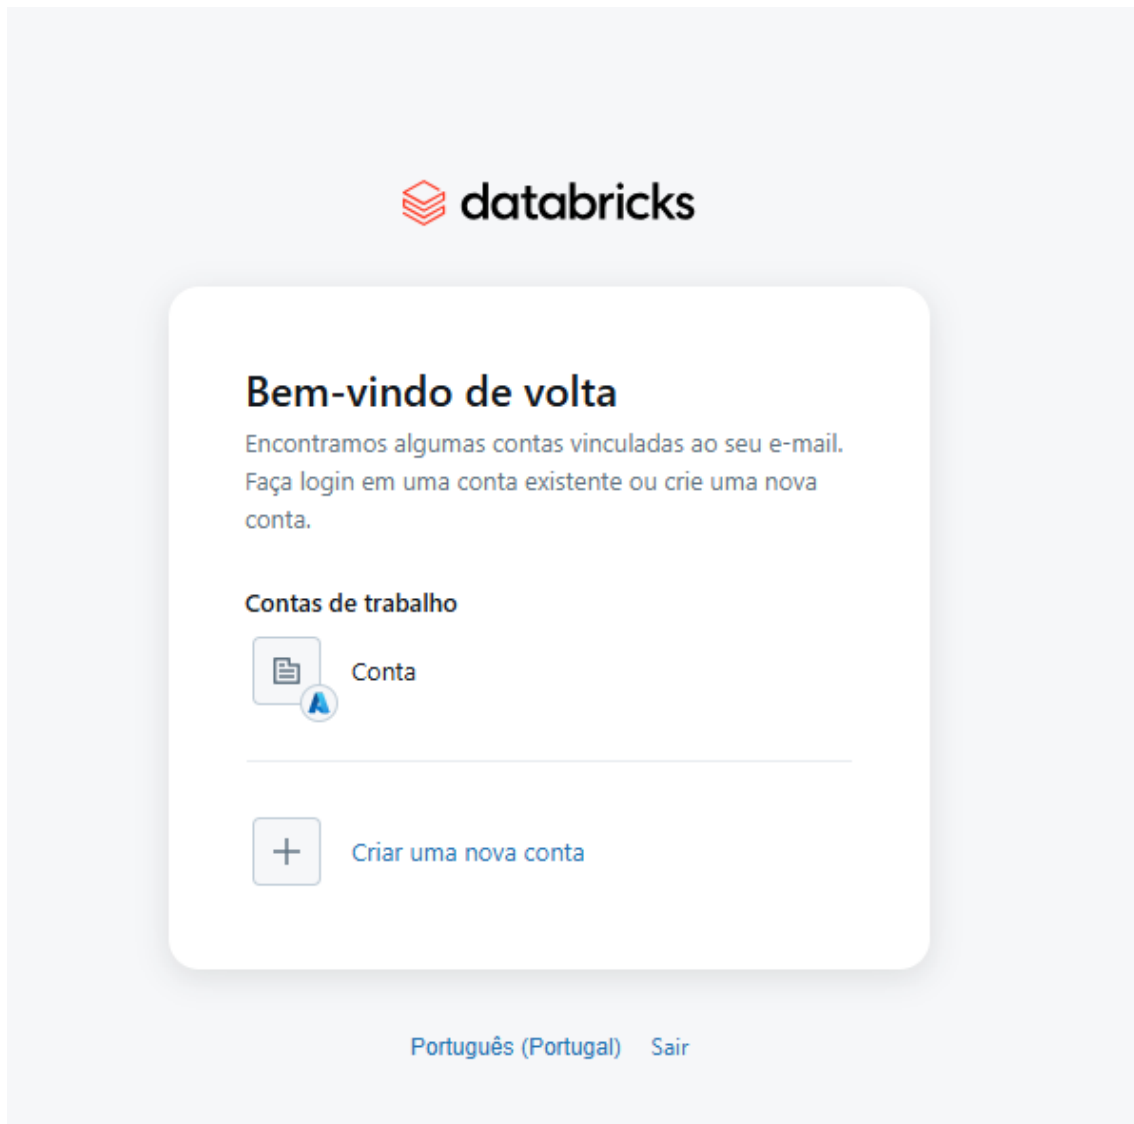 databricks
Bem-vindo de volta
Encontramos algumas contas vinculadas ao seu e-mail.
Faça login em uma conta existente ou crie uma nova
conta.
Contas de trabalho
Conta
Criar uma nova conta
Português (Portugal) Sair